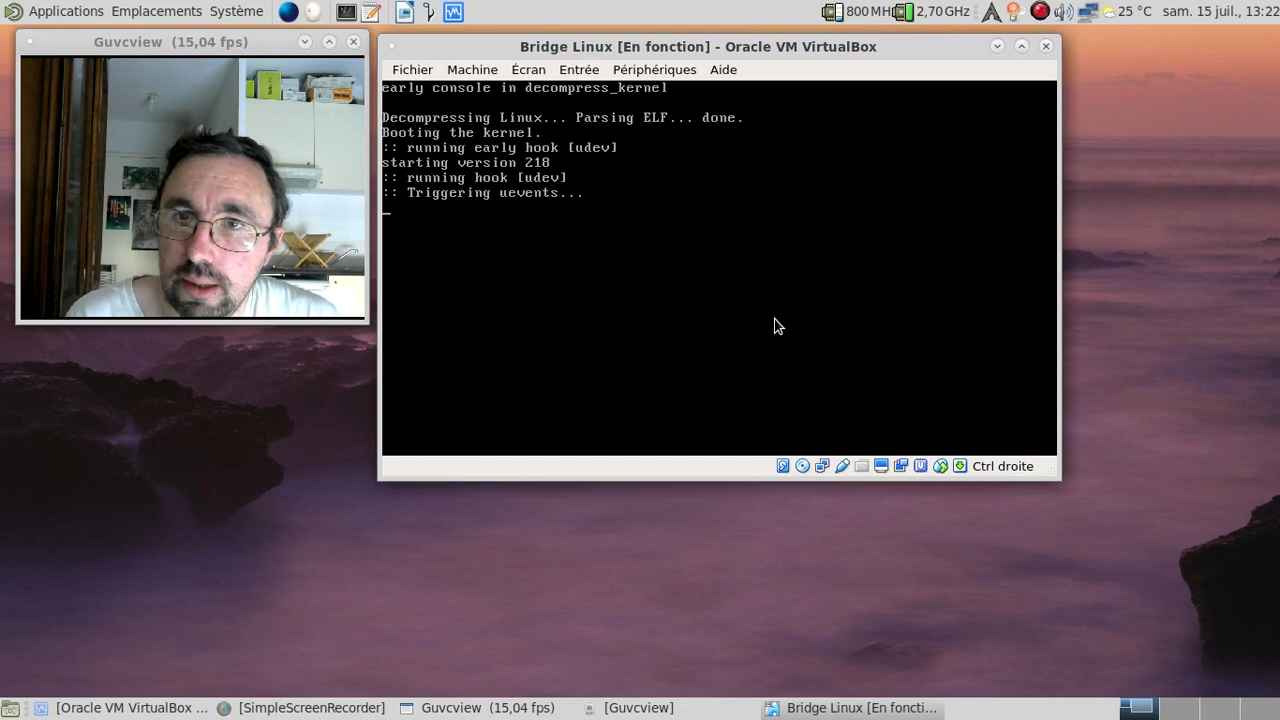 Applications Emplacements Système
800 MH 2,70 GHz 25 °C sam. 15 juil., 13:22
Guvcview (15,04 fps)
Bridge Linux [En fonction] - Oracle VM VirtualBox
Fichier Machine Écran Entrée Périphériques Aide
early console in decompress_kernel
Decompressing Linux... Parsing ELF... done.
Booting the kernel.
:: running early hook [udev]
starting version 218
:: running hook [udev]
:: Triggering uevents...
Ctrl droite
[Oracle VM VirtualBox ... [SimpleScreenRecorder] Guvcview (15,04 fps) [Guvcview] Bridge Linux [En foncti...